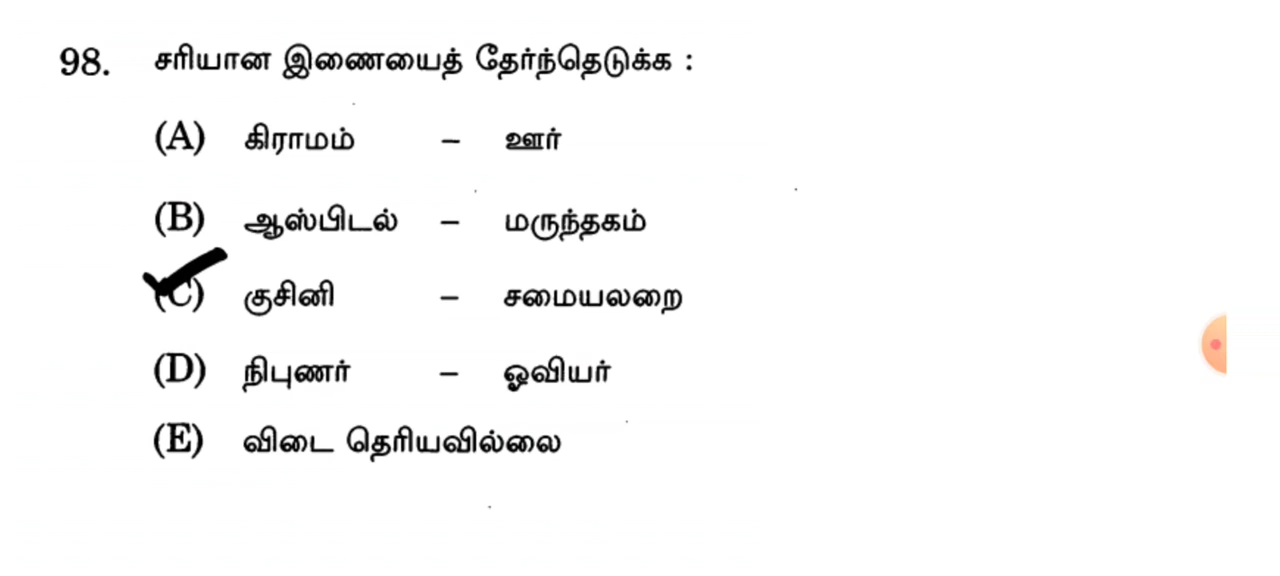 98. சரியான இணையைத் தேர்ந்தெடுக்க :
(A) கிராமம் – ஊர்
(B) ஆஸ்பிடல் – மருந்தகம்
(C) குசினி – சமையலறை
(D) நிபுணர் – ஓவியர்
(E) விடை தெரியவில்லை